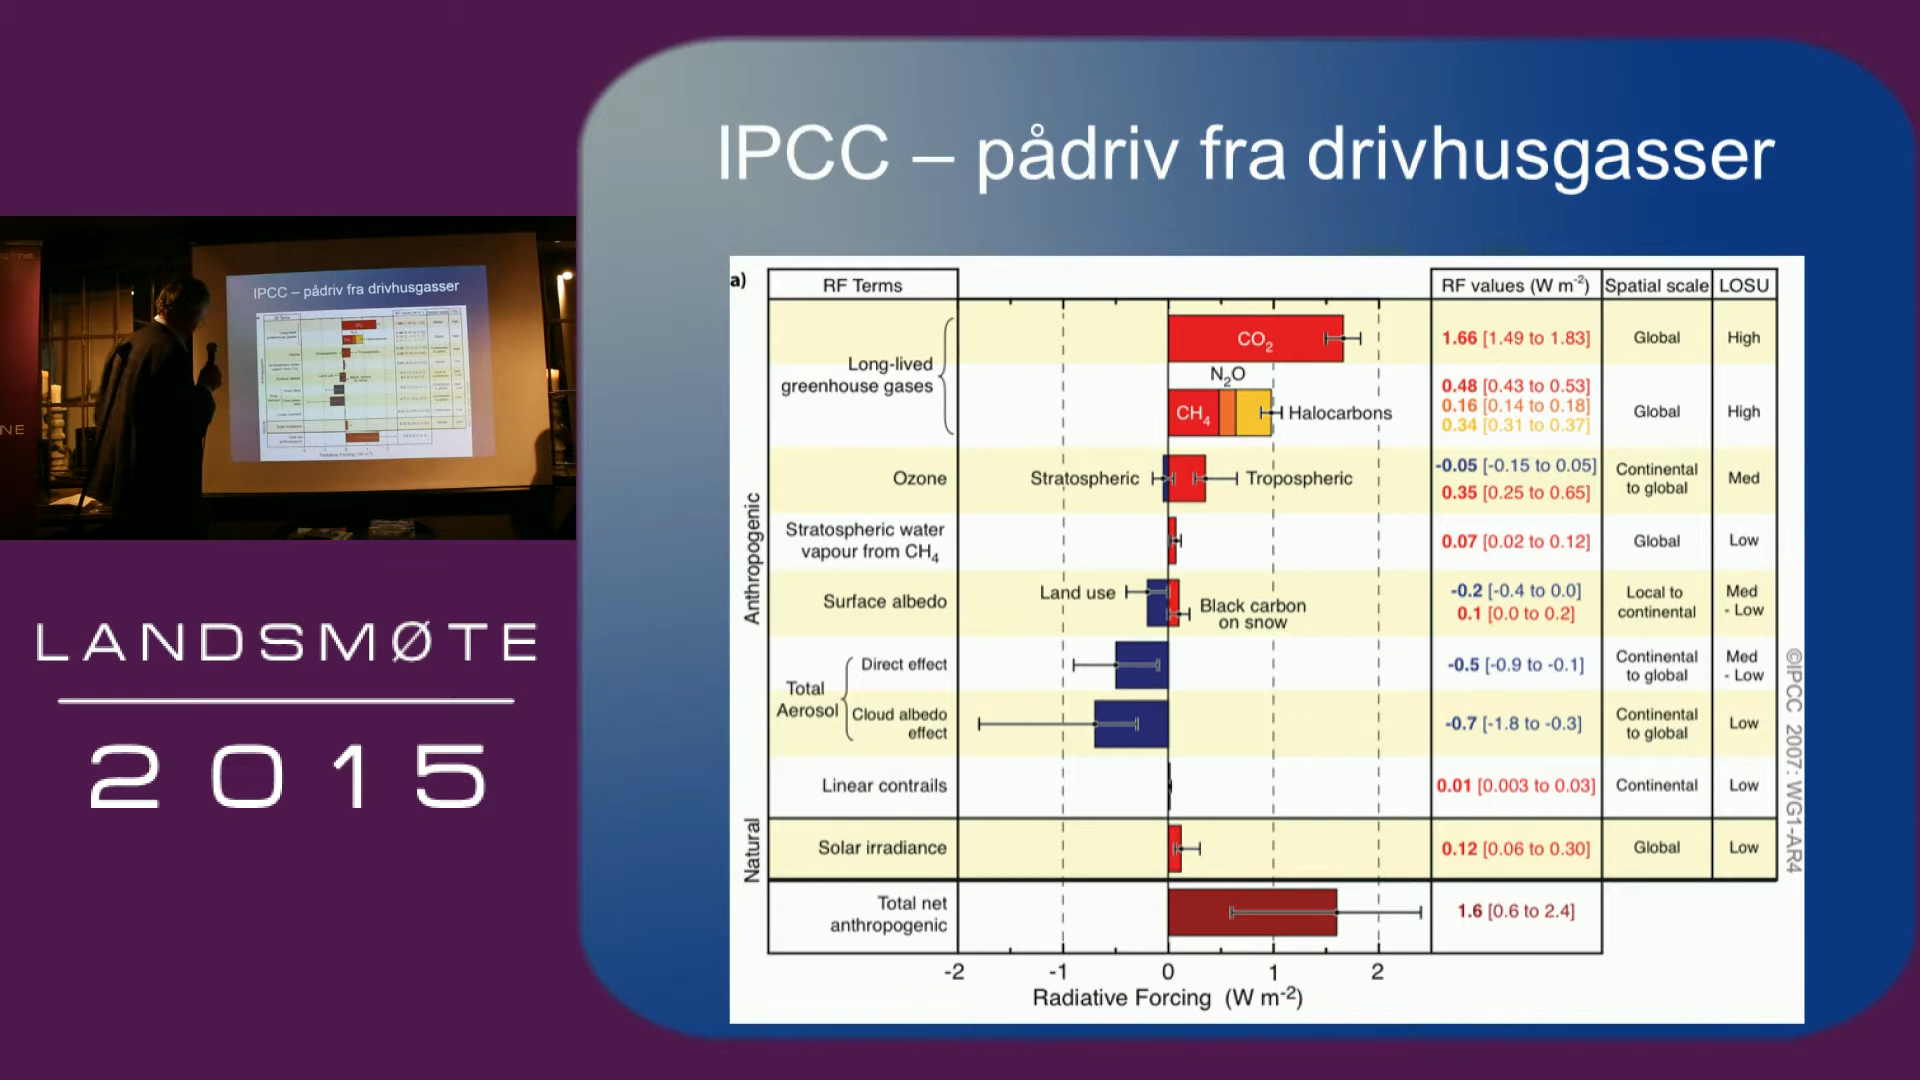 IPCC – pådriv fra drivhusgasser
IPCC – pådriv fra drivhusgasser
NE
LANDSMØTE
2015
a)
RF Terms
RF values (W m-2)
Spatial scale
LOSU
Anthropogenic
Long-lived
greenhouse gases
CO2
1.66 [1.49 to 1.83]
Global
High
N2O
CH4
Halocarbons
0.48 [0.43 to 0.53]
0.16 [0.14 to 0.18]
0.34 [0.31 to 0.37]
Global
High
Ozone
Stratospheric
Tropospheric
-0.05 [-0.15 to 0.05]
0.35 [0.25 to 0.65]
Continental
to global
Med
Stratospheric water
vapour from CH4
0.07 [0.02 to 0.12]
Global
Low
Surface albedo
Land use
Black carbon
on snow
-0.2 [-0.4 to 0.0]
0.1 [0.0 to 0.2]
Local to
continental
Med
- Low
Total
Aerosol
Direct effect
-0.5 [-0.9 to -0.1]
Continental
to global
Med
- Low
Cloud albedo
effect
-0.7 [-1.8 to -0.3]
Continental
to global
Low
Linear contrails
0.01 [0.003 to 0.03]
Continental
Low
Natural
Solar irradiance
0.12 [0.06 to 0.30]
Global
Low
Total net
anthropogenic
1.6 [0.6 to 2.4]
-2 -1 0 1 2
Radiative Forcing (W m-2)
©IPCC 2007: WG1-AR4